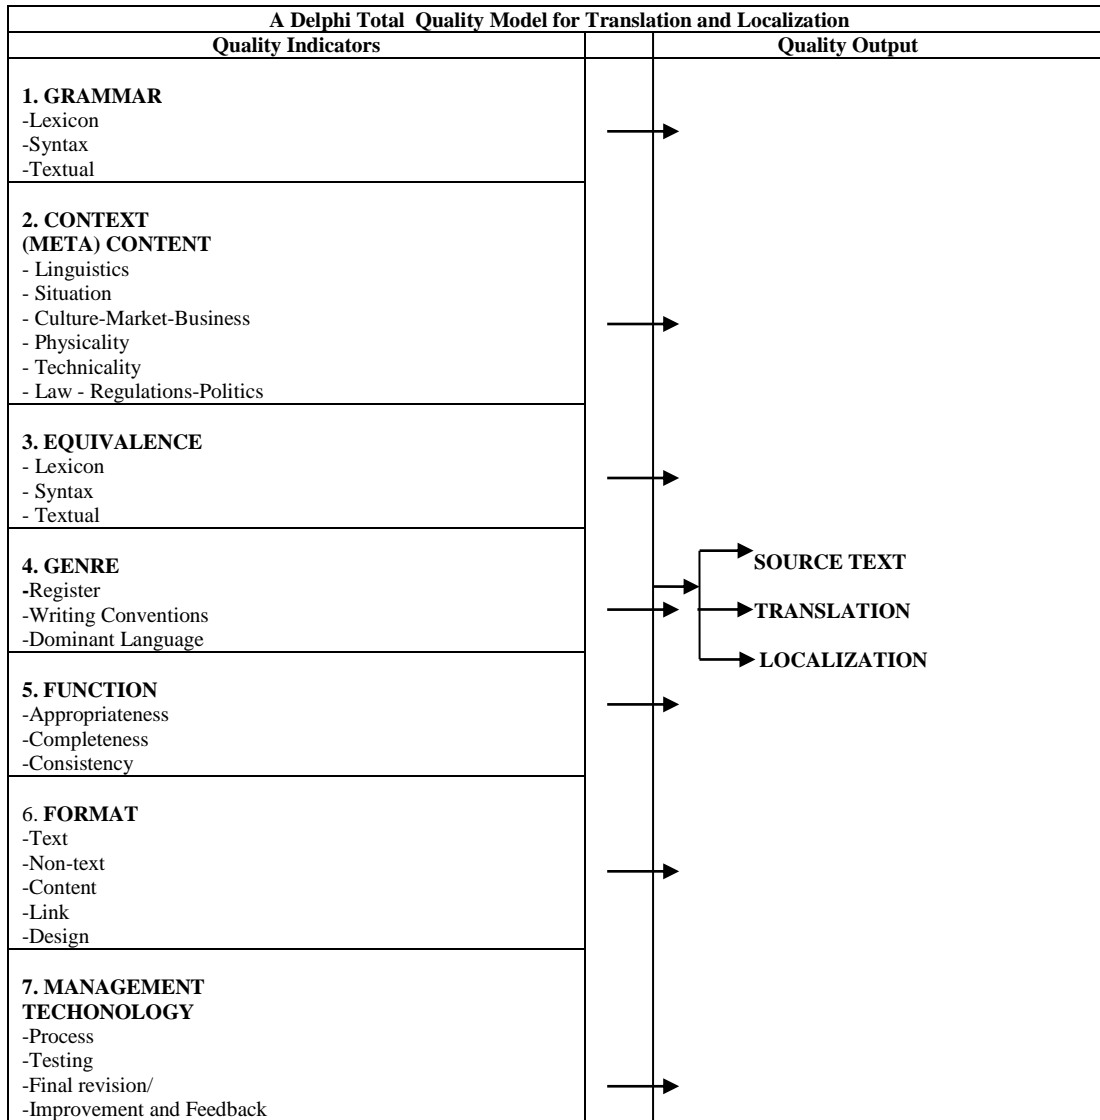 A Delphi Total  Quality Model for Translation and Localization
Quality Indicators
Quality Output
1. GRAMMAR
-Lexicon
-Syntax
-Textual
2. CONTEXT
(META) CONTENT
- Linguistics
- Situation
- Culture-Market-Business
- Physicality
- Technicality
- Law - Regulations-Politics
3. EQUIVALENCE
- Lexicon
- Syntax
- Textual
4. GENRE
-Register
-Writing Conventions
-Dominant Language
SOURCE TEXT
TRANSLATION
LOCALIZATION
5. FUNCTION
-Appropriateness
-Completeness
-Consistency
6. FORMAT
-Text
-Non-text
-Content
-Link
-Design
7. MANAGEMENT
TECHONOLOGY
-Process
-Testing
-Final revision/
-Improvement and Feedback